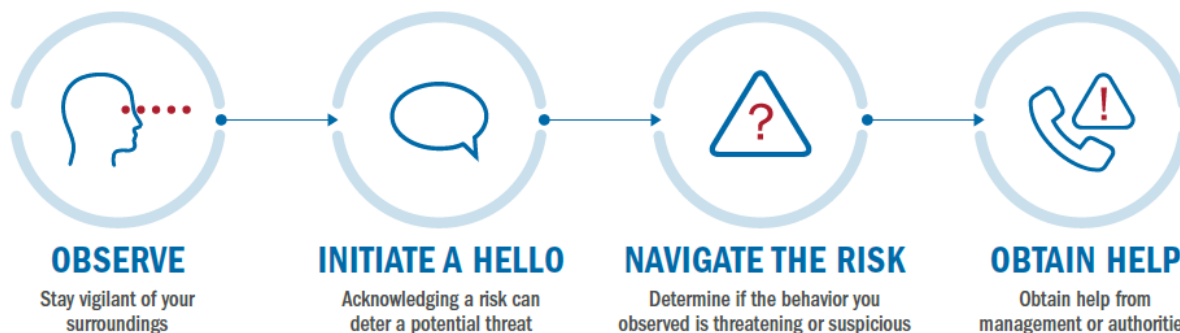 ?
!
OBSERVE
Stay vigilant of your
surroundings
INITIATE A HELLO
Acknowledging a risk can
deter a potential threat
NAVIGATE THE RISK
Determine if the behavior you
observed is threatening or suspicious
OBTAIN HELP
Obtain help from
management or authorities